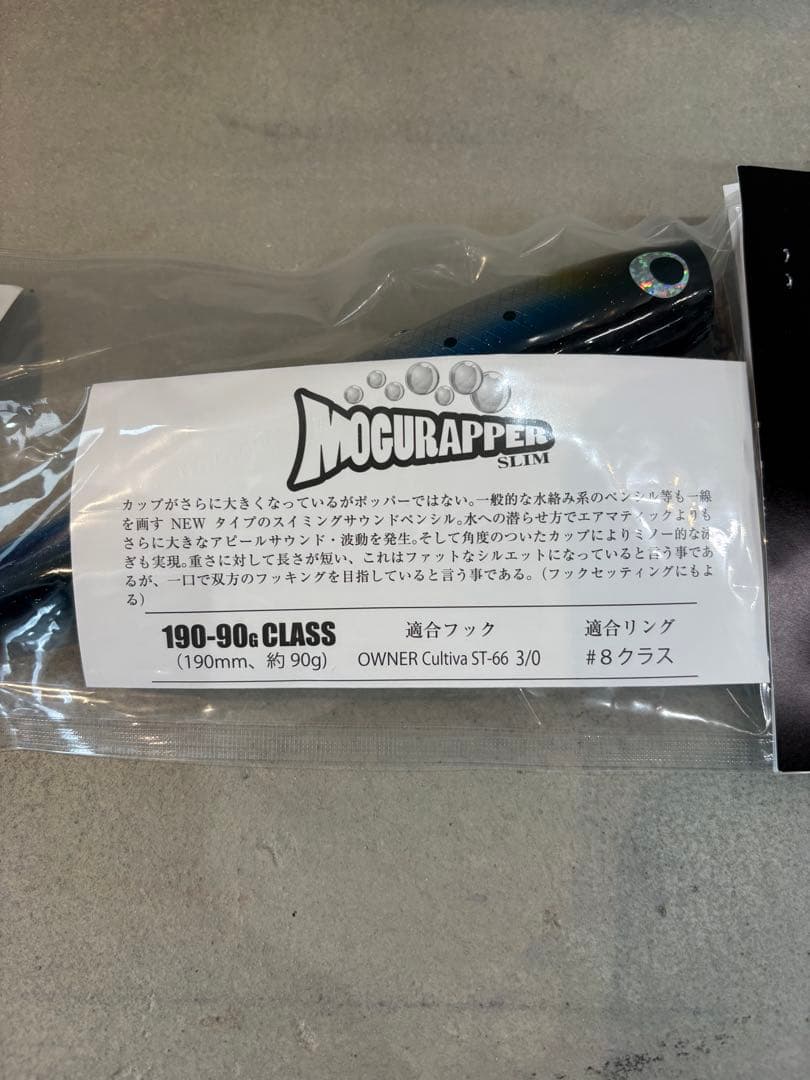 MOGURAPPER
SLIM
カップがさらに大きくなっているがポッパーではない。一般的な水絡み系のペンシル等も一線
を画す NEW タイプのスイミングサウンドペンシル。水への潜らせ方でエアマティックよりも
さらに大きなアピールサウンド・波動を発生。そして角度のついたカップによりミノー的な泳
ぎも実現。重さに対して長さが短い、これはファットなシルエットになっていると言う事であ
るが、一口で双方のフッキングを目指していると言う事である。（フックセッティングにもよ
る）
190-90G CLASS 適合フック 適合リング
（190mm、約 90g） OWNER Cultiva ST-66 3/0 #８クラス